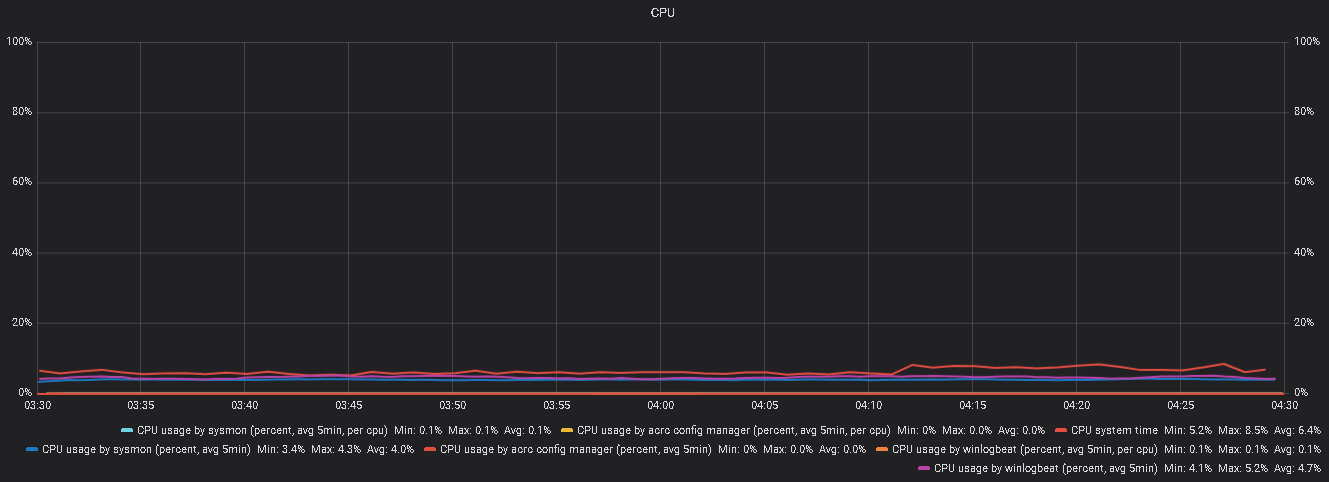 CPU
100% 100%
80% 80%
60% 60%
40% 40%
20% 20%
0% 0%
03:30 03:35 03:40 03:45 03:50 03:55 04:00 04:05 04:10 04:15 04:20 04:25 04:30
CPU usage by sysmon (percent, avg 5min, per cpu) Min: 0.1% Max: 0.1% Avg: 0.1% CPU usage by acrc config manager (percent, avg 5min, per cpu) Min: 0% Max: 0.0% Avg: 0.0% CPU system time Min: 5.2% Max: 8.5% Avg: 6.4%
CPU usage by sysmon (percent, avg 5min) Min: 3.4% Max: 4.3% Avg: 4.0% CPU usage by acrc config manager (percent, avg 5min) Min: 0% Max: 0.0% Avg: 0.0% CPU usage by winlogbeat (percent, avg 5min, per cpu) Min: 0.1% Max: 0.1% Avg: 0.1%
CPU usage by winlogbeat (percent, avg 5min) Min: 4.1% Max: 5.2% Avg: 4.7%